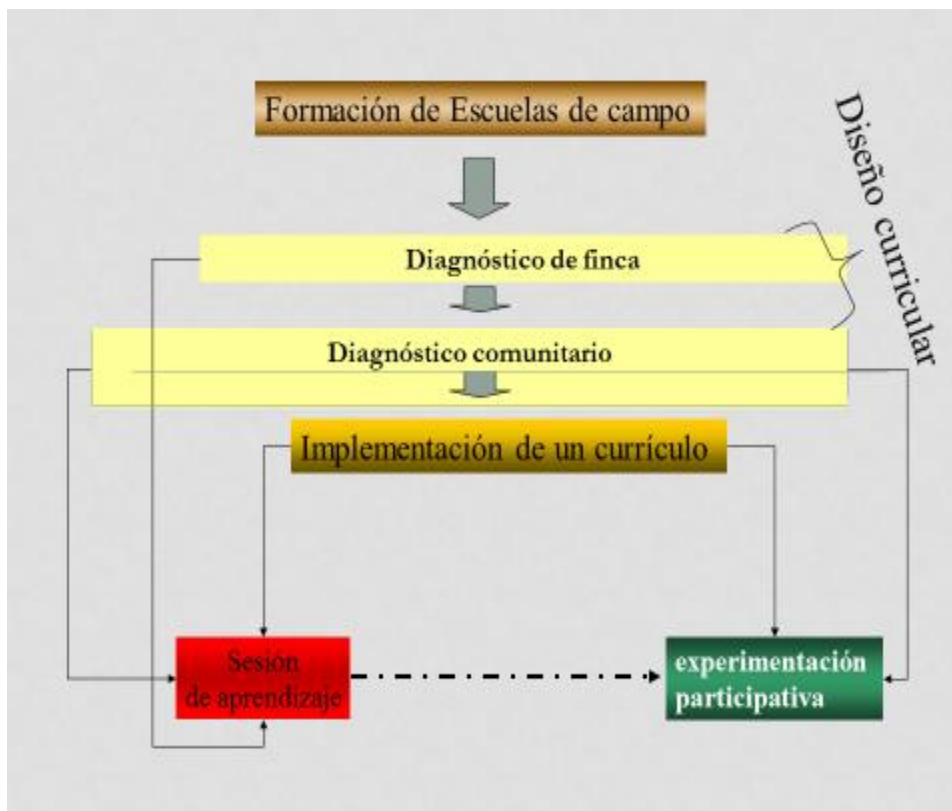 Formación de Escuelas de campo
Diseño curricular
Diagnóstico de finca
Diagnóstico comunitario
Implementación de un currículo
Sesión
de aprendizaje
experimentación
participativa